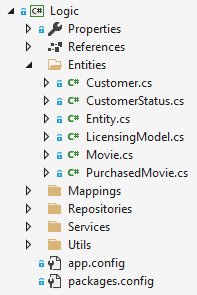 Logic
Properties
References
Entities
Customer.cs
CustomerStatus.cs
Entity.cs
LicensingModel.cs
Movie.cs
PurchasedMovie.cs
Mappings
Repositories
Services
Utils
app.config
packages.config